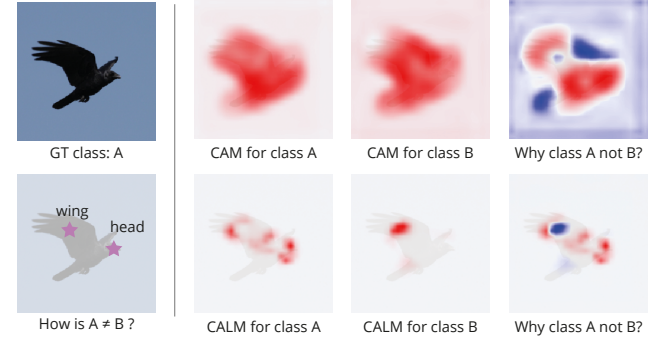 GT class: A
CAM for class A
CAM for class B
Why class A not B?
wing
head
How is A ≠ B ?
CALM for class A
CALM for class B
Why class A not B?